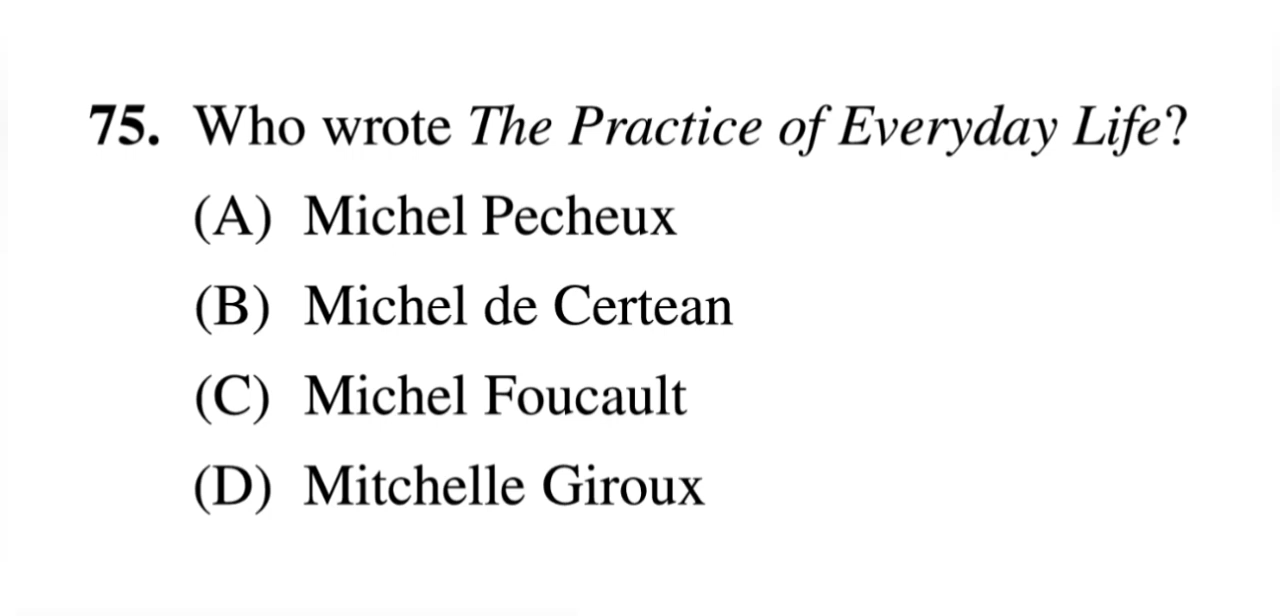 75. Who wrote The Practice of Everyday Life?
(A) Michel Pecheux
(B) Michel de Certean
(C) Michel Foucault
(D) Mitchelle Giroux